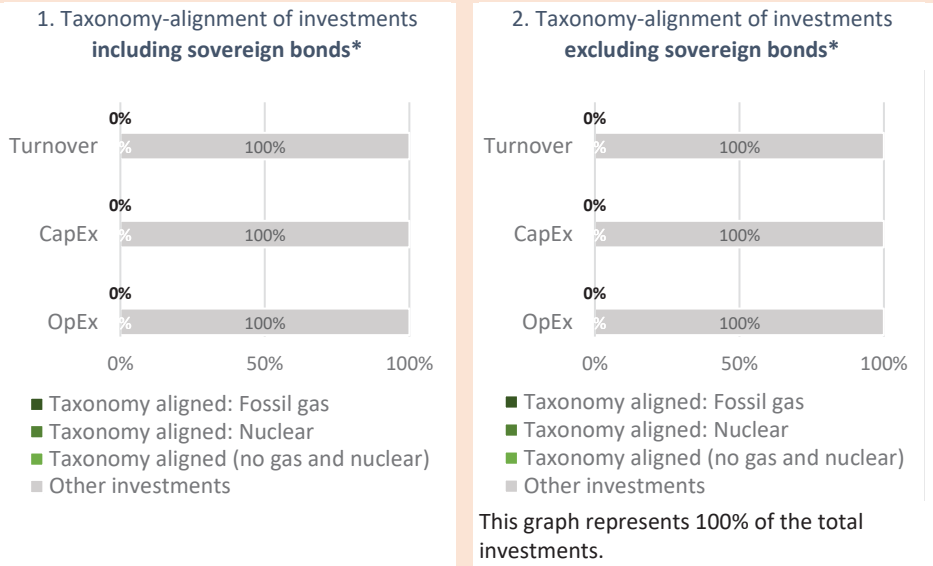 1. Taxonomy-alignment of investments
including sovereign bonds*
0%
Turnover
%
100%
0%
CapEx
%
100%
0%
OpEx
%
100%
0%
50%
100%
Taxonomy aligned: Fossil gas
Taxonomy aligned: Nuclear
Taxonomy aligned (no gas and nuclear)
Other investments
2. Taxonomy-alignment of investments
excluding sovereign bonds*
0%
Turnover
%
100%
0%
CapEx
%
100%
0%
OpEx
%
100%
0%
50%
100%
Taxonomy aligned: Fossil gas
Taxonomy aligned: Nuclear
Taxonomy aligned (no gas and nuclear)
Other investments
This graph represents 100% of the total
investments.